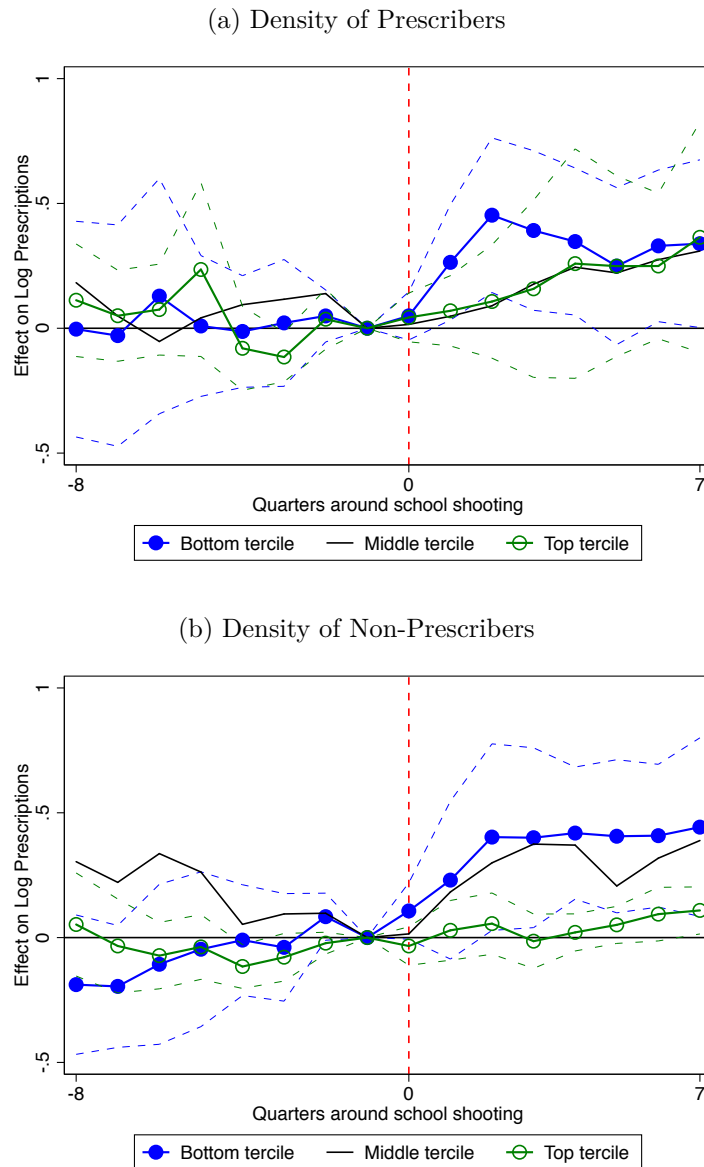 (a) Density of Prescribers
Effect on Log Prescriptions
1
.5
0
-.5
-8
0
7
Quarters around school shooting
Bottom tercile
Middle tercile
Top tercile
(b) Density of Non-Prescribers
Effect on Log Prescriptions
1
.5
0
-.5
-8
0
7
Quarters around school shooting
Bottom tercile
Middle tercile
Top tercile